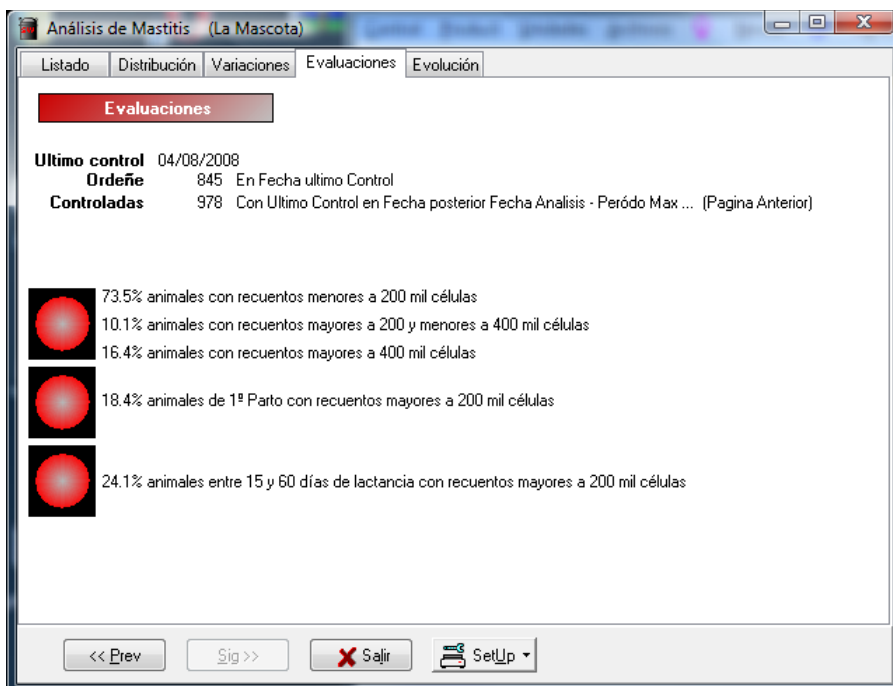 Análisis de Mastitis (La Mascota)
Listado Distribución Variaciones Evaluaciones Evolución
Evaluaciones
Ultimo control 04/08/2008
Ordeñe 845 En Fecha ultimo Control
Controladas 978 Con Ultimo Control en Fecha posterior Fecha Analisis - Peródo Max ... (Pagina Anterior)
73.5% animales con recuentos menores a 200 mil células
10.1% animales con recuentos mayores a 200 y menores a 400 mil células
16.4% animales con recuentos mayores a 400 mil células
18.4% animales de 1º Parto con recuentos mayores a 200 mil células
24.1% animales entre 15 y 60 días de lactancia con recuentos mayores a 200 mil células
<< Prev Sig >> Salir SetUp